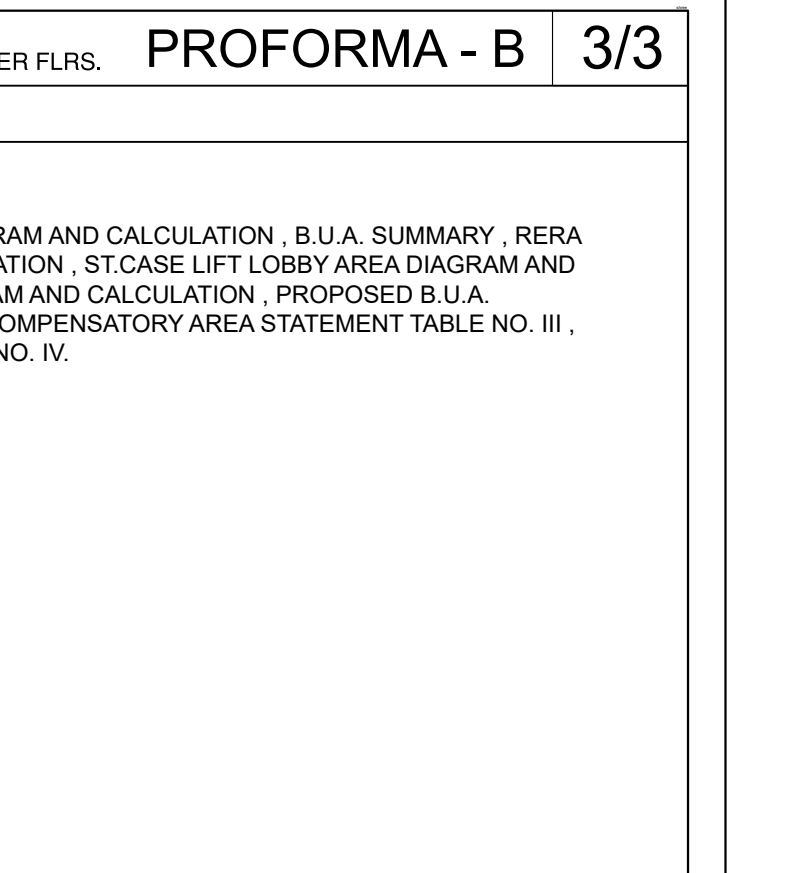 ER FLRS. PROFORMA - B 3/3
RAM AND CALCULATION , B.U.A. SUMMARY , RERA
ATION , ST.CASE LIFT LOBBY AREA DIAGRAM AND
AM AND CALCULATION , PROPOSED B.U.A.
OMPENSATORY AREA STATEMENT TABLE NO. III ,
NO. IV.